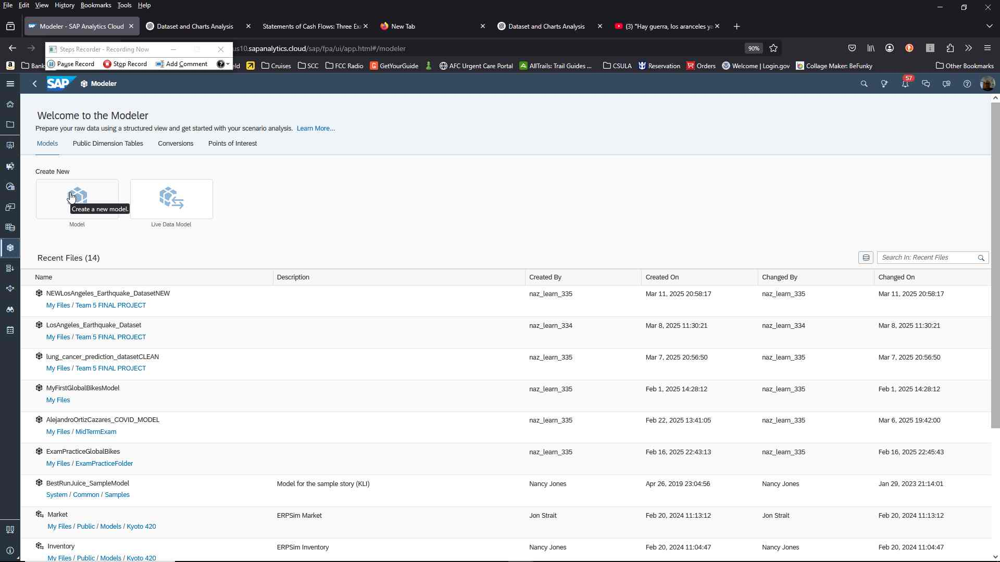 File Edit View History Bookmarks Tools Help
Modeler - SAP Analytics Cloud
Dataset and Charts Analysis
Statements of Cash Flows: Three Exa
New Tab
Dataset and Charts Analysis
(3) "Hay guerra, los aranceles ya
Steps Recorder - Recording Now
us10.sapanalytics.cloud/sap/fpa/ui/app.html#/modeler
90%
Pause Record Stop Record Add Comment
Bank
eld
Cruises
SCC
FCC Radio
GetYourGuide
AFC Urgent Care Portal
AllTrails: Trail Guides ...
CSULA
Reservation
Orders
Welcome | Login.gov
Collage Maker: BeFunky
Other Bookmarks
SAP Modeler
57
Welcome to the Modeler
Prepare your raw data using a structured view and get started with your scenario analysis. Learn More...
Models Public Dimension Tables Conversions Points of Interest
Create New
Create a new model.
Model Live Data Model
Recent Files (14)
Search In: Recent Files
Name Description Created By Created On Changed By Changed On
NEWLosAngeles_Earthquake_DatasetNEW naz_learn_335 Mar 11, 2025 20:58:17 naz_learn_335 Mar 11, 2025 20:58:17
My Files / Team 5 FINAL PROJECT
LosAngeles_Earthquake_Dataset naz_learn_334 Mar 8, 2025 11:30:21 naz_learn_334 Mar 8, 2025 11:30:21
My Files / Team 5 FINAL PROJECT
lung_cancer_prediction_datasetCLEAN naz_learn_335 Mar 7, 2025 20:56:50 naz_learn_335 Mar 7, 2025 20:56:50
My Files / Team 5 FINAL PROJECT
MyFirstGlobalBikesModel naz_learn_335 Feb 1, 2025 14:28:12 naz_learn_335 Feb 1, 2025 14:28:12
My Files
AlejandroOrtizCazares_COVID_MODEL naz_learn_335 Feb 22, 2025 13:41:05 naz_learn_335 Mar 6, 2025 19:42:00
My Files / MidTermExam
ExamPracticeGlobalBikes naz_learn_335 Feb 16, 2025 22:43:13 naz_learn_335 Feb 16, 2025 22:45:43
My Files / ExamPracticeFolder
BestRunJuice_SampleModel Model for the sample story (KLI) Nancy Jones Apr 26, 2019 23:04:56 Nancy Jones Jan 29, 2023 21:14:01
System / Common / Samples
Market ERPSim Market Jon Strait Feb 20, 2024 11:13:12 Jon Strait Feb 20, 2024 11:13:12
My Files / Public / Models / Kyoto 420
Inventory ERPSim Inventory Nancy Jones Feb 20, 2024 11:04:47 Nancy Jones Feb 20, 2024 11:04:47
My Files / Public / Models / Kyoto 420